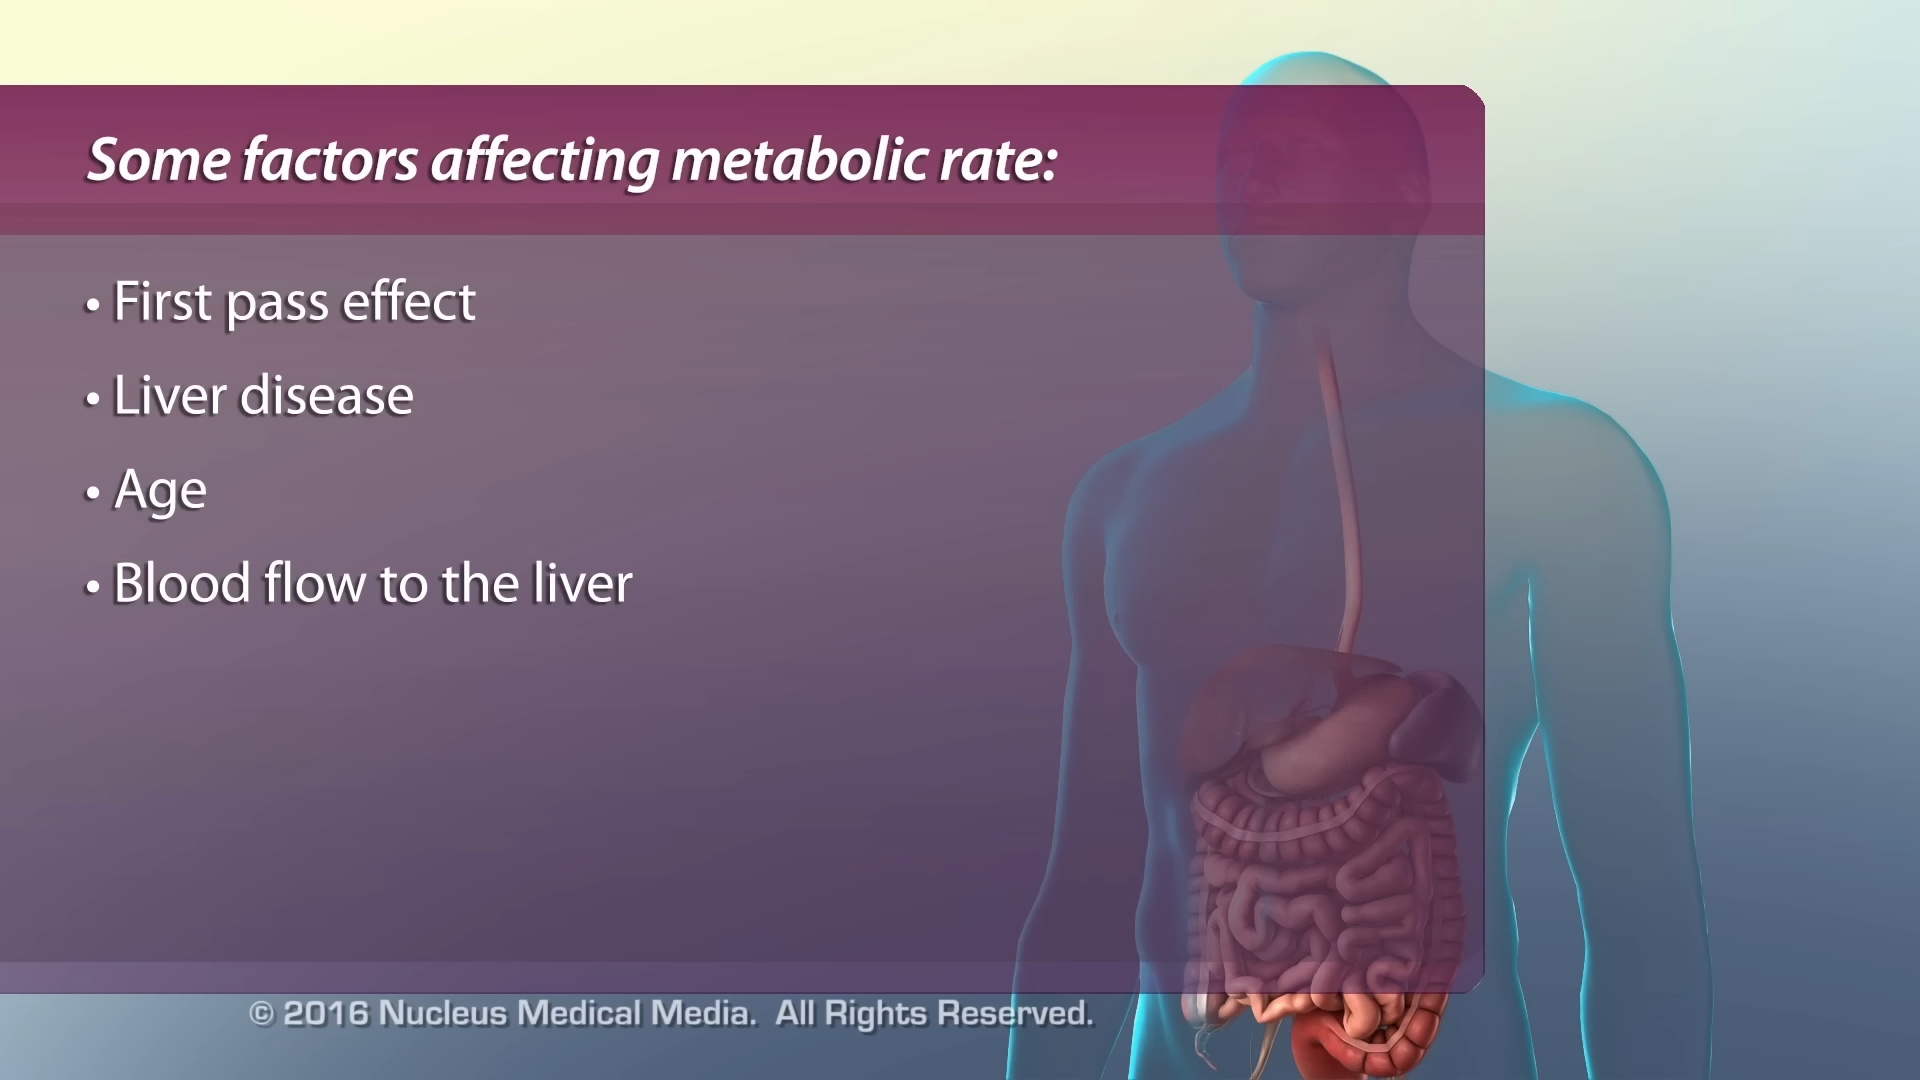 Some factors affecting metabolic rate:
• First pass effect
• Liver disease
• Age
• Blood flow to the liver
© 2016 Nucleus Medical Media. All Rights Reserved.